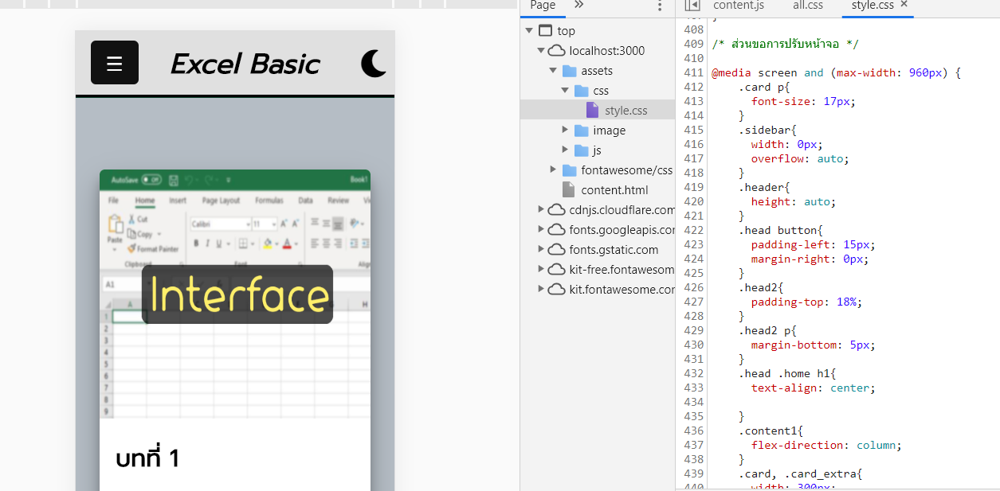 Page
content.js
all.css
style.css
☰
Excel Basic
AutoSave
Off
Book1
File
Home
Insert
Page Layout
Formulas
Data
Review
Cut
Copy
Paste
Format Painter
Clipboard
Calibri
11
B I U
Font
A1
Interface
A
H
1
2
3
4
5
6
7
8
9
บทที่ 1
top
localhost:3000
assets
css
style.css
image
js
fontawesome/css
content.html
cdnjs.cloudflare.com
fonts.googleapis.com
fonts.gstatic.com
kit-free.fontawesom
kit.fontawesome.com
407 }
408
409 /* ส่วนขอการปรับหน้าจอ */
410
411 @media screen and (max-width: 960px) {
412 .card p{
413 font-size: 17px;
414 }
415 .sidebar{
416 width: 0px;
417 overflow: auto;
418 }
419 .header{
420 height: auto;
421 }
422 .head button{
423 padding-left: 15px;
424 margin-right: 0px;
425 }
426 .head2{
427 padding-top: 18%;
428 }
429 .head2 p{
430 margin-bottom: 5px;
431 }
432 .head .home h1{
433 text-align: center;
434
435 }
436 .content1{
437 flex-direction: column;
438 }
439 .card, .card_extra{
440 width: 300px;